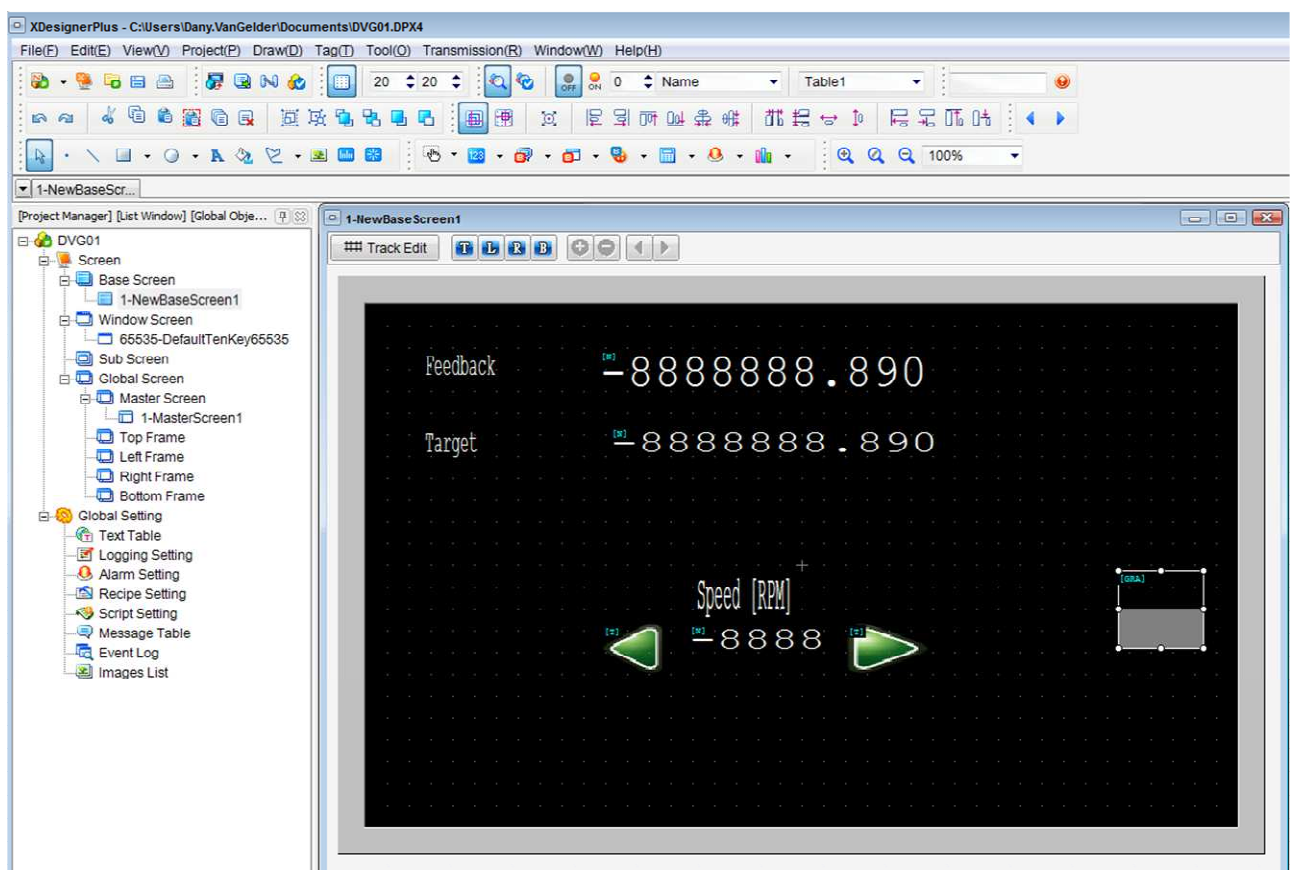 XDesignerPlus - C:\Users\Dany.VanGelder\Documents\DVG01.DPX4
File(F) Edit(E) View(V) Project(P) Draw(D) Tag(T) Tool(O) Transmission(R) Window(W) Help(H)
20 20 OFF ON 0 Name Table1
A 123 100%
1-NewBaseScr...
[Project Manager] [List Window] [Global Obje...
DVG01
Screen
Base Screen
1-NewBaseScreen1
Window Screen
65535-DefaultTenKey65535
Sub Screen
Global Screen
Master Screen
1-MasterScreen1
Top Frame
Left Frame
Right Frame
Bottom Frame
Global Setting
Text Table
Logging Setting
Alarm Setting
Recipe Setting
Script Setting
Message Table
Event Log
Images List
1-NewBaseScreen1
Track Edit T L R B
[N]
Feedback -8888888.890
[N]
Target -8888888.890
[GRA]
Speed [RPM]
[T] [N] [T]
-8888